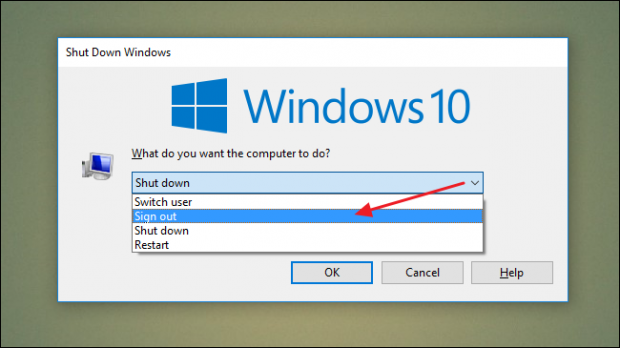 Shut Down Windows
Windows 10
What do you want the computer to do?
Shut down
Switch user
Sign out
Shut down
Restart
OK Cancel Help